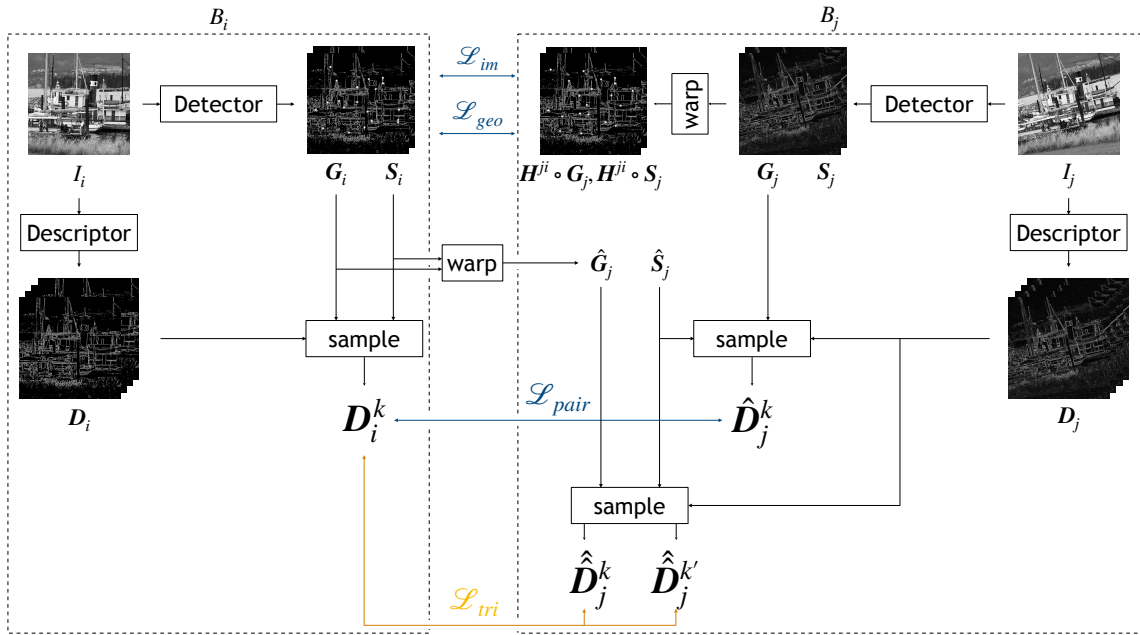 B_i
B_j
Detector
ℒ_im
ℒ_geo
warp
Detector
I_i
G_i S_i
H^{ji} ∘ G_j, H^{ji} ∘ S_j
G_j S_j
I_j
Descriptor
Descriptor
warp
Ĝ_j Ŝ_j
sample
sample
D_i
D_i^k
ℒ_pair
D̂_j^k
D_j
sample
D̂̂_j^k D̂̂_j^{k′}
ℒ_tri